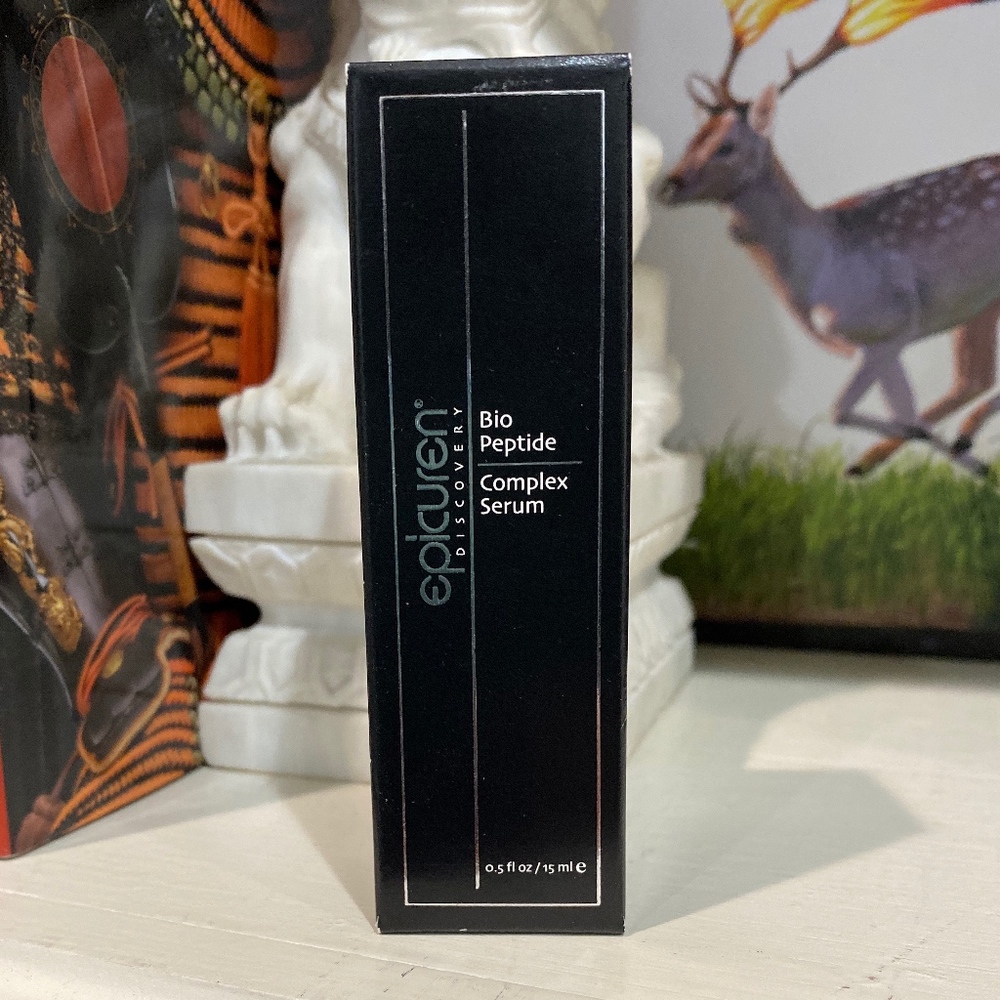 epicuren®
DISCOVERY
Bio
Peptide
Complex
Serum
0.5 fl oz / 15 ml e